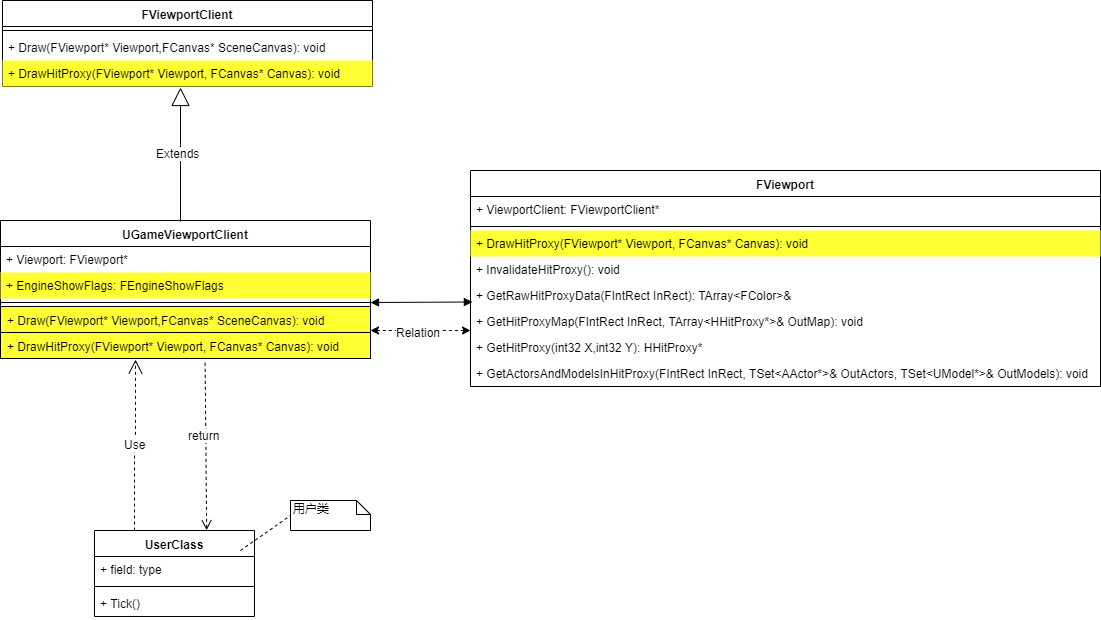 FViewportClient
+ Draw(FViewport* Viewport,FCanvas* SceneCanvas): void
+ DrawHitProxy(FViewport* Viewport, FCanvas* Canvas): void
Extends
UGameViewportClient
+ Viewport: FViewport*
+ EngineShowFlags: FEngineShowFlags
+ Draw(FViewport* Viewport,FCanvas* SceneCanvas): void
+ DrawHitProxy(FViewport* Viewport, FCanvas* Canvas): void
Relation
FViewport
+ ViewportClient: FViewportClient*
+ DrawHitProxy(FViewport* Viewport, FCanvas* Canvas): void
+ InvalidateHitProxy(): void
+ GetRawHitProxyData(FIntRect InRect): TArray<FColor>&
+ GetHitProxyMap(FIntRect InRect, TArray<HHitProxy*>& OutMap): void
+ GetHitProxy(int32 X,int32 Y): HHitProxy*
+ GetActorsAndModelsInHitProxy(FIntRect InRect, TSet<AActor*>& OutActors, TSet<UModel*>& OutModels): void
Use
return
用户类
UserClass
+ field: type
+ Tick()